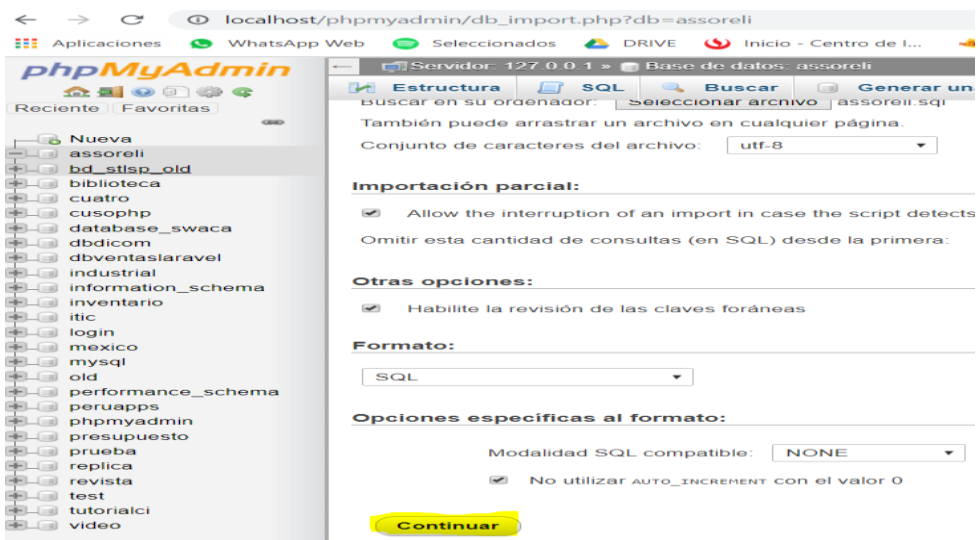 localhost/phpmyadmin/db_import.php?db=assoreli
Aplicaciones WhatsApp Web Seleccionados DRIVE Inicio - Centro de l...
phpMyAdmin
Reciente Favoritas
Nueva
assoreli
bd_stlsp_old
biblioteca
cuatro
cusophp
database_swaca
dbdicom
dbventaslaravel
industrial
information_schema
inventario
itic
login
mexico
mysql
old
performance_schema
peruapps
phpmyadmin
presupuesto
prueba
replica
revista
test
tutorialci
video
Servidor: 127.0.0.1 » Base de datos: assoreli
Estructura SQL Buscar Generar un
Buscar en su ordenador: Seleccionar archivo assoreli.sql
También puede arrastrar un archivo en cualquier página.
Conjunto de caracteres del archivo: utf-8
Importación parcial:
Allow the interruption of an import in case the script detects
Omitir esta cantidad de consultas (en SQL) desde la primera:
Otras opciones:
Habilite la revisión de las claves foráneas
Formato:
SQL
Opciones específicas al formato:
Modalidad SQL compatible: NONE
No utilizar AUTO_INCREMENT con el valor 0
Continuar